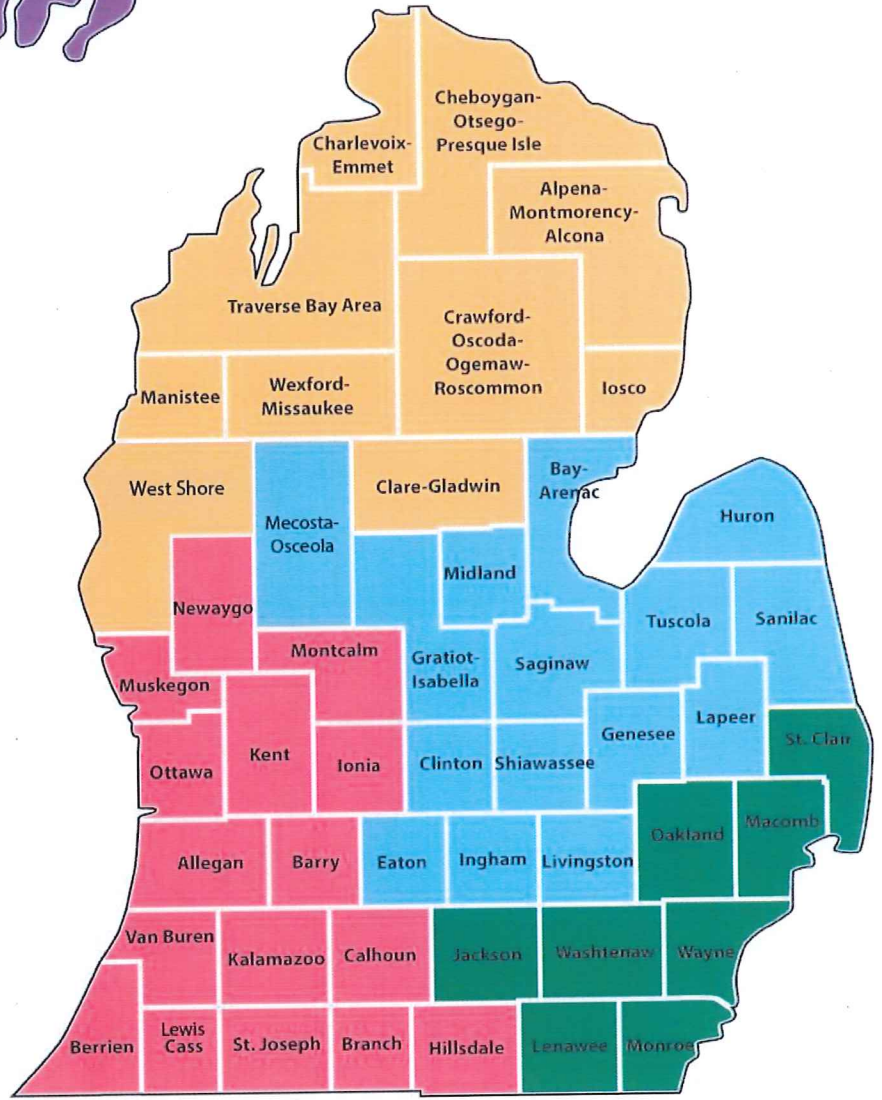 Cheboygan-
Otsego-
Presque Isle
Charlevoix-
Emmet
Alpena-
Montmorency-
Alcona
Traverse Bay Area
Crawford-
Oscoda-
Ogemaw-
Roscommon
Manistee
Wexford-
Missaukee
Iosco
West Shore
Mecosta-
Osceola
Clare-Gladwin
Bay-
Arenac
Huron
Newaygo
Midland
Tuscola
Sanilac
Montcalm
Gratiot-
Isabella
Saginaw
Muskegon
Ottawa
Kent
Ionia
Clinton
Shiawassee
Genesee
Lapeer
St. Clair
Allegan
Barry
Eaton
Ingham
Livingston
Oakland
Macomb
Van Buren
Kalamazoo
Calhoun
Jackson
Washtenaw
Wayne
Berrien
Lewis
Cass
St. Joseph
Branch
Hillsdale
Lenawee
Monroe